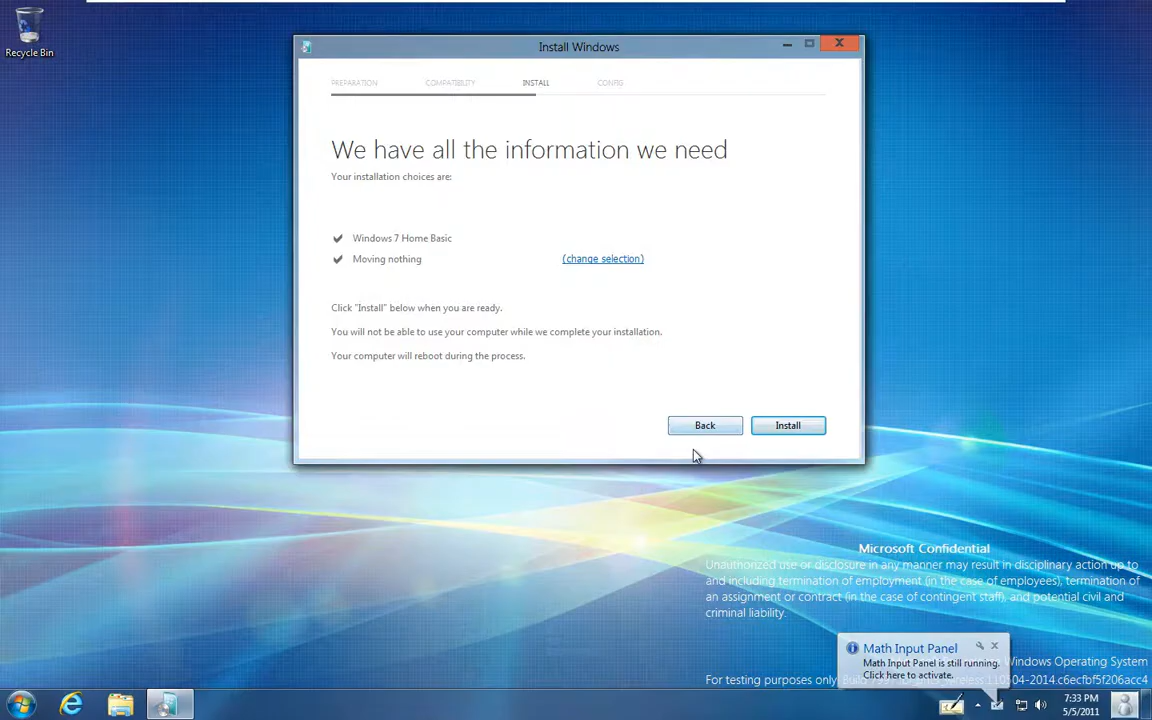 Recycle Bin
Install Windows
PREPARATION COMPATIBILITY INSTALL CONFIG
We have all the information we need
Your installation choices are:
Windows 7 Home Basic
Moving nothing (change selection)
Click "Install" below when you are ready.
You will not be able to use your computer while we complete your installation.
Your computer will reboot during the process.
Back Install
Microsoft Confidential
Unauthorized use or disclosure in any manner may result in disciplinary action up to
and including termination of employment (in the case of employees), termination of
an assignment or contract (in the case of contingent staff), and potential civil and
criminal liability.
Math Input Panel
Math Input Panel is still running.
Click here to activate.
Windows Operating System
For testing purposes only. 110504-2014.c6ecfbf5f206acc4
7:33 PM
5/5/2011